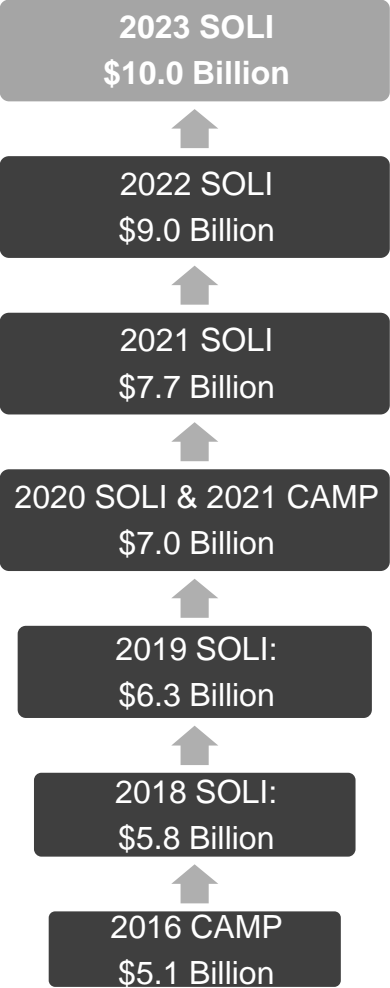 2023 SOLI
$10.0 Billion
2022 SOLI
$9.0 Billion
2021 SOLI
$7.7 Billion
2020 SOLI & 2021 CAMP
$7.0 Billion
2019 SOLI:
$6.3 Billion
2018 SOLI:
$5.8 Billion
2016 CAMP
$5.1 Billion